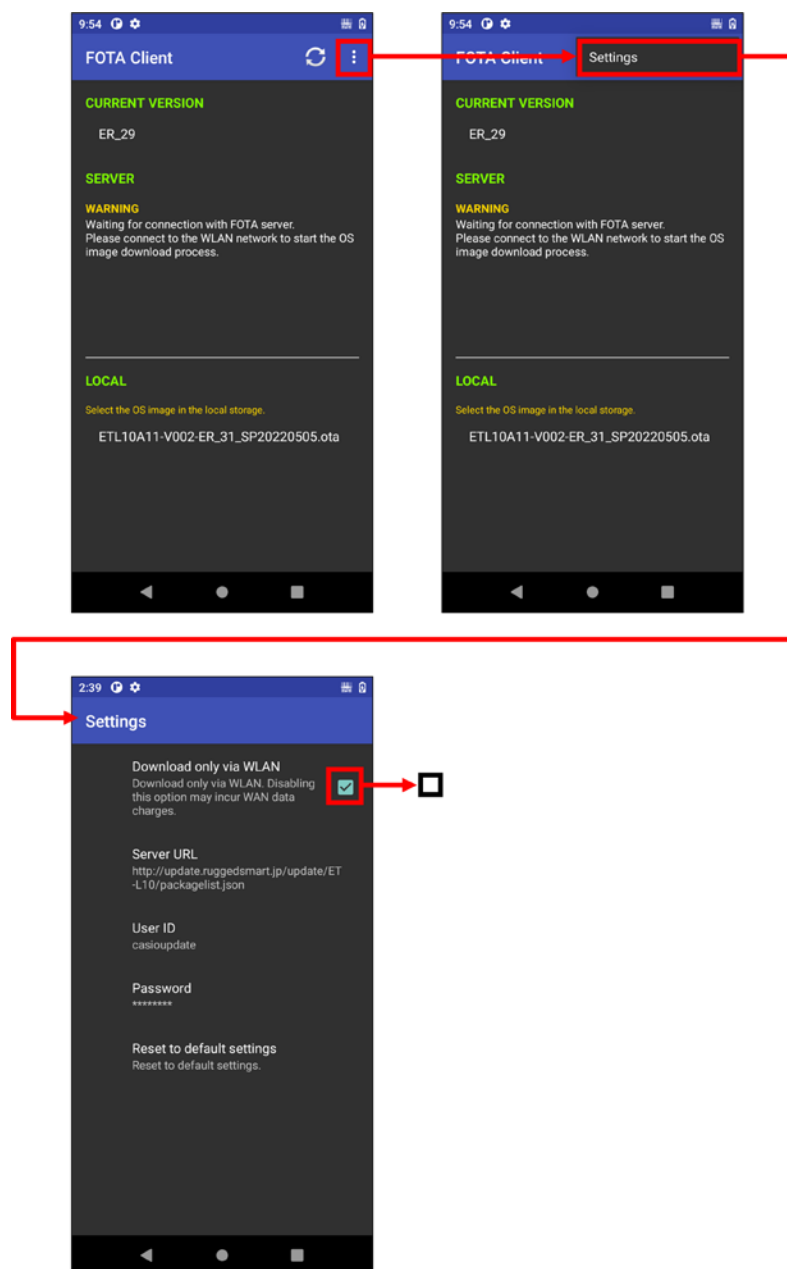 9:54
FOTA Client
CURRENT VERSION
ER_29
SERVER
WARNING
Waiting for connection with FOTA server.
Please connect to the WLAN network to start the OS
image download process.
LOCAL
Select the OS image in the local storage.
ETL10A11-V002-ER_31_SP20220505.ota
9:54
FOTA Client
Settings
CURRENT VERSION
ER_29
SERVER
WARNING
Waiting for connection with FOTA server.
Please connect to the WLAN network to start the OS
image download process.
LOCAL
Select the OS image in the local storage.
ETL10A11-V002-ER_31_SP20220505.ota
2:39
Settings
Download only via WLAN
Download only via WLAN. Disabling
this option may incur WAN data
charges.
Server URL
http://update.ruggedsmart.jp/update/ET
-L10/packagelist.json
User ID
casioupdate
Password
********
Reset to default settings
Reset to default settings.